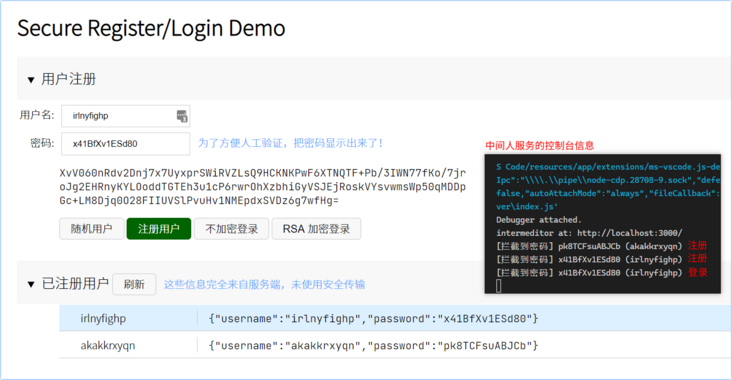 Secure Register/Login Demo
▼ 用户注册
用户名: irlnyfighp
密码: x41BfXv1ESd80 为了方便人工验证，把密码显示出来了！
XvV060nRdv2Dnj7x7UyxprSWiRVZLsQ9HCKNKPwF6XTNQTF+Pb/3IWN77fKo/7jr
oJg2EHRnyKYLOoddTGTEh3u1cP6rwrOhXzbhiGyVSJEjRoskVYsvwmsWp50qMDDp
Gc+LM8Djq0O28FIIUVSlPvuHv1NMEpdxSVDz6g7wfHg=
随机用户 注册用户 不加密登录 RSA 加密登录
中间人服务的控制台信息
S Code/resources/app/extensions/ms-vscode.js-de
Ipc":"\\\\.\\pipe\\node-cdp.28708-9.sock","defe
false,"autoAttachMode":"always","fileCallback":
ver\index.js'
Debugger attached.
intermeditor at: http://localhost:3000/
[拦截到密码] pk8TCFsuABJCb (akakkrxyqn) 注册
[拦截到密码] x41BfXv1ESd80 (irlnyfighp) 注册
[拦截到密码] x41BfXv1ESd80 (irlnyfighp) 登录
▼ 已注册用户 刷新 这些信息完全来自服务端，未使用安全传输
irlnyfighp {"username":"irlnyfighp","password":"x41BfXv1ESd80"}
akakkrxyqn {"username":"akakkrxyqn","password":"pk8TCFsuABJCb"}